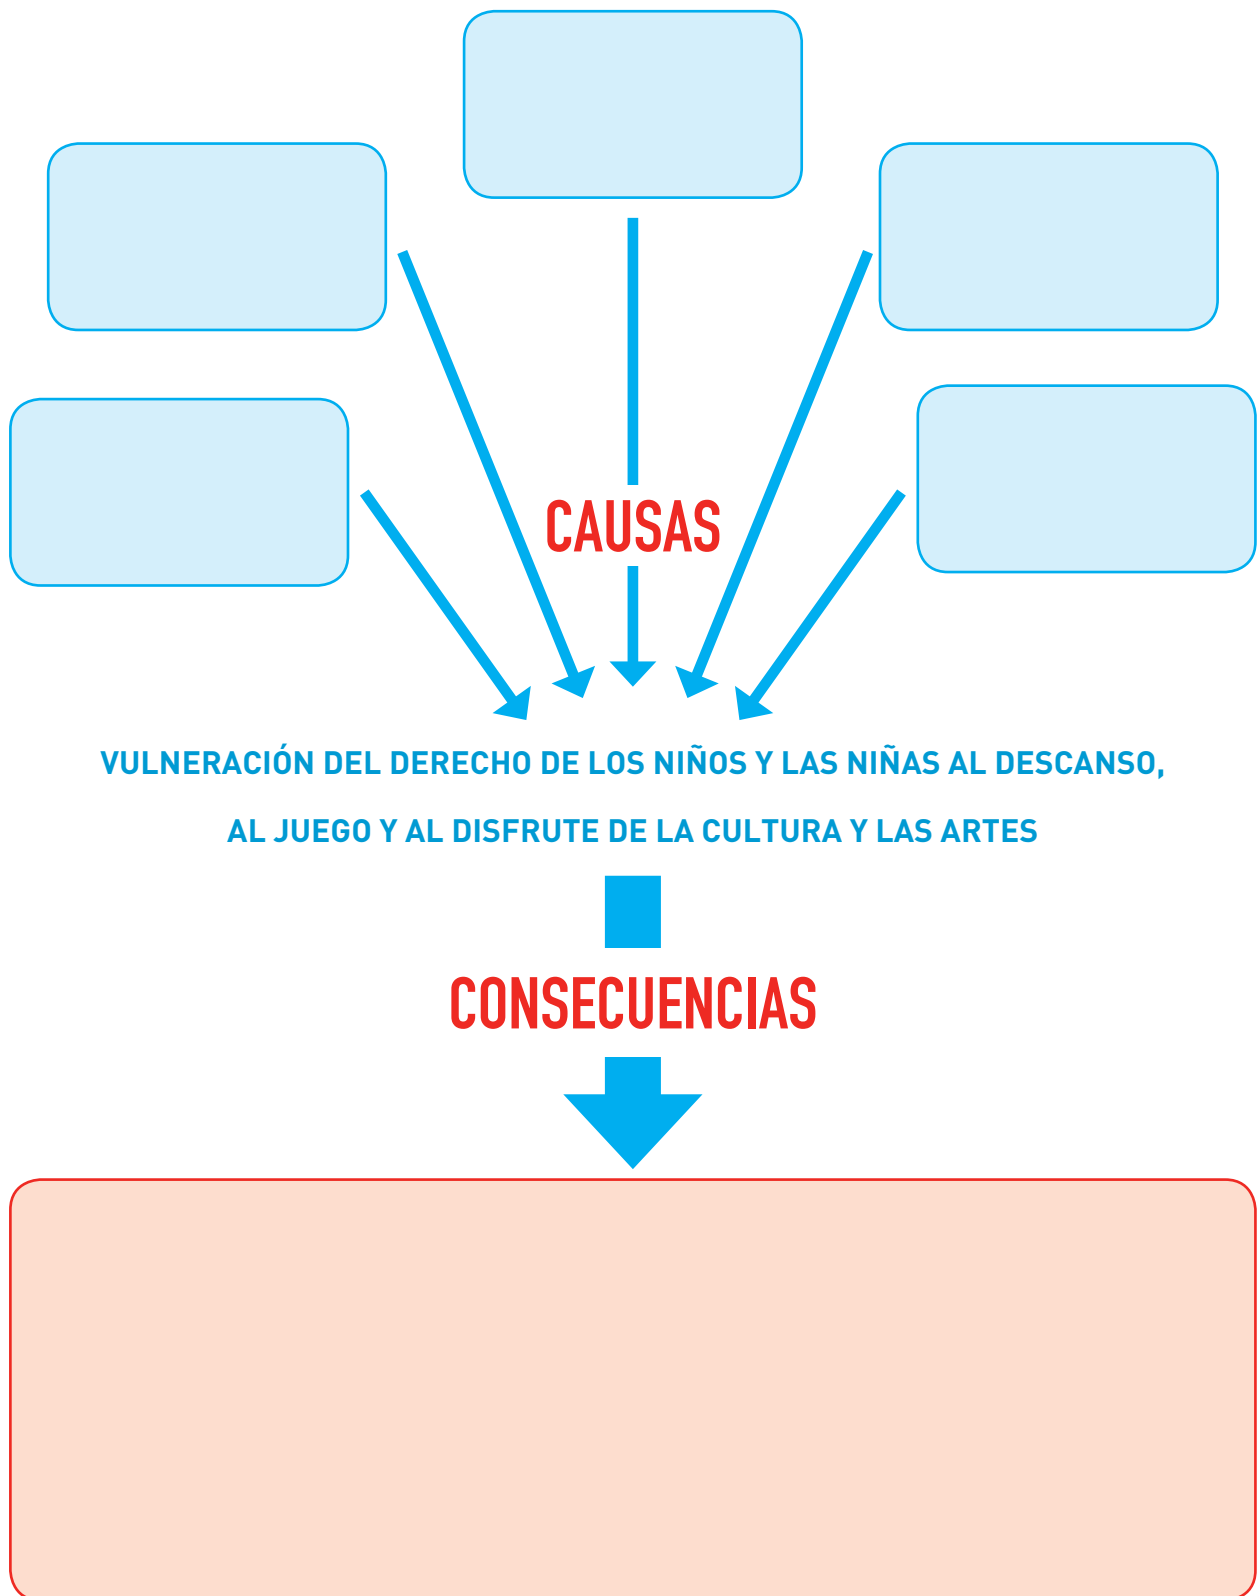 CAUSAS
VULNERACIÓN DEL DERECHO DE LOS NIÑOS Y LAS NIÑAS AL DESCANSO,
AL JUEGO Y AL DISFRUTE DE LA CULTURA Y LAS ARTES
CONSECUENCIAS